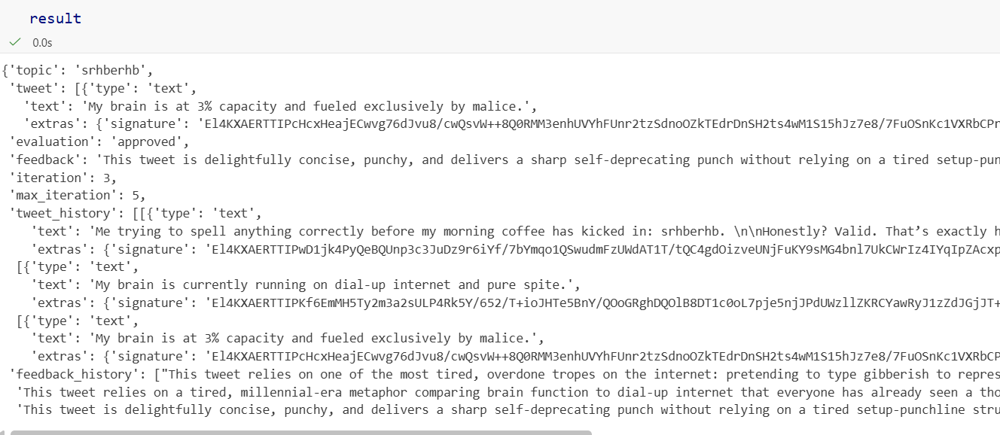 result
0.0s
{'topic': 'srhberhb',
'tweet': [{'type': 'text',
'text': 'My brain is at 3% capacity and fueled exclusively by malice.',
'extras': {'signature': 'El4KXAERTTIPcHcxHeajECwvg76dJvu8/cwQsvW++8Q0RMM3enhUVYhFUnr2tzSdnoOZkTEdrDnSH2ts4wM1S15hJz7e8/7FuOSnKc1VXRbCPr
'evaluation': 'approved',
'feedback': 'This tweet is delightfully concise, punchy, and delivers a sharp self-deprecating punch without relying on a tired setup-pun
'iteration': 3,
'max_iteration': 5,
'tweet_history': [[{'type': 'text',
'text': 'Me trying to spell anything correctly before my morning coffee has kicked in: srhberhb. \n\nHonestly? Valid. That’s exactly h
'extras': {'signature': 'El4KXAERTTIPwD1jk4PyQeBQUnp3c3JuDz9r6iYf/7bYmqo1QSwudmFzUWdAT1T/tQC4gdOizveUNjFuKY9sMG4bnl7UkCWrIz4IYqIpZAcxp
[{'type': 'text',
'text': 'My brain is currently running on dial-up internet and pure spite.',
'extras': {'signature': 'El4KXAERTTIPKf6EmMH5Ty2m3a2sULP4Rk5Y/652/T+ioJHTe5BnY/QOoGRghDQOlB8DT1c0oL7pje5njJPdUWzllZKRCYawRyJ1zZdJGjJT+
[{'type': 'text',
'text': 'My brain is at 3% capacity and fueled exclusively by malice.',
'extras': {'signature': 'El4KXAERTTIPcHcxHeajECwvg76dJvu8/cwQsvW++8Q0RMM3enhUVYhFUnr2tzSdnoOZkTEdrDnSH2ts4wM1S15hJz7e8/7FuOSnKc1VXRbCP
'feedback_history': ["This tweet relies on one of the most tired, overdone tropes on the internet: pretending to type gibberish to repres
'This tweet relies on a tired, millennial-era metaphor comparing brain function to dial-up internet that everyone has already seen a tho
'This tweet is delightfully concise, punchy, and delivers a sharp self-deprecating punch without relying on a tired setup-punchline stru